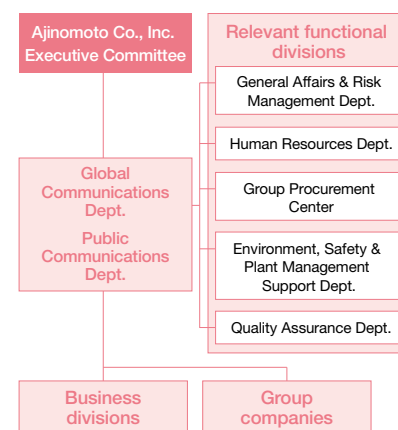 Ajinomoto Co., Inc.
Executive Committee
Relevant functional
divisions
General Affairs & Risk
Management Dept.
Human Resources Dept.
Group Procurement
Center
Environment, Safety &
Plant Management
Support Dept.
Quality Assurance Dept.
Global
Communications
Dept.
Public
Communications
Dept.
Business
divisions
Group
companies